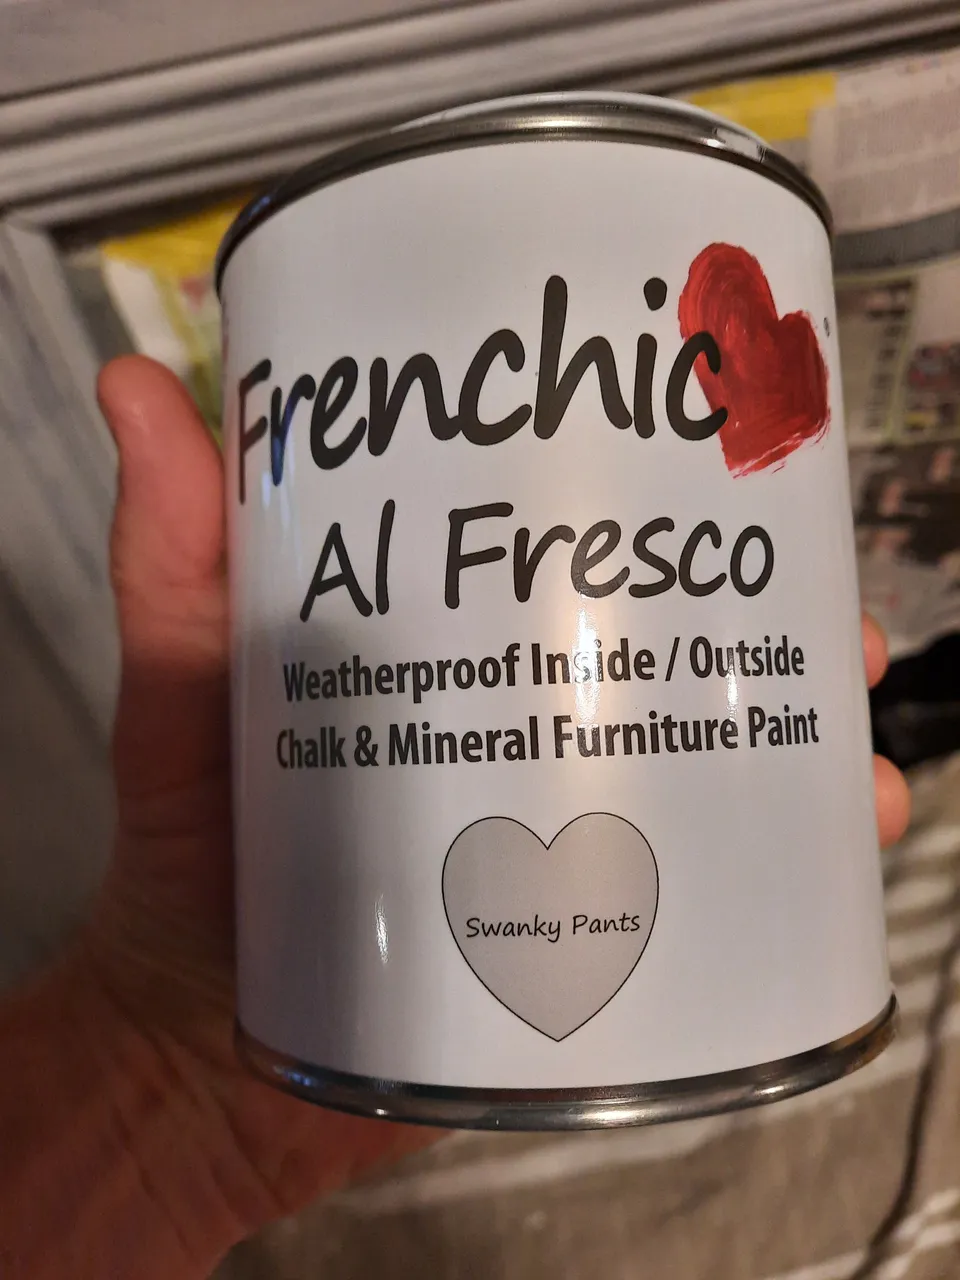 Frenchic
Al Fresco
Weatherproof Inside / Outside
Chalk & Mineral Furniture Paint
Swanky Pants